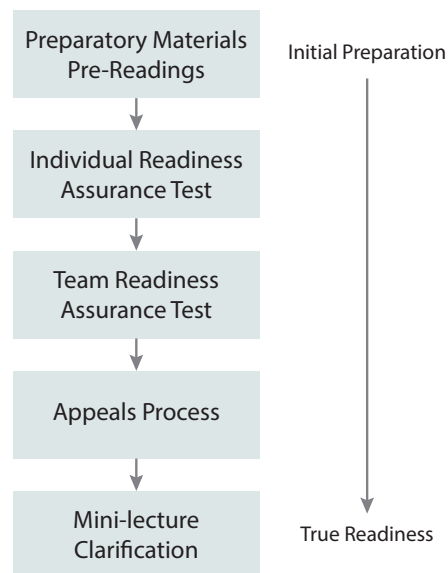 Preparatory Materials
Pre-Readings
Initial Preparation
Individual Readiness
Assurance Test
Team Readiness
Assurance Test
Appeals Process
Mini-lecture
Clarification
True Readiness